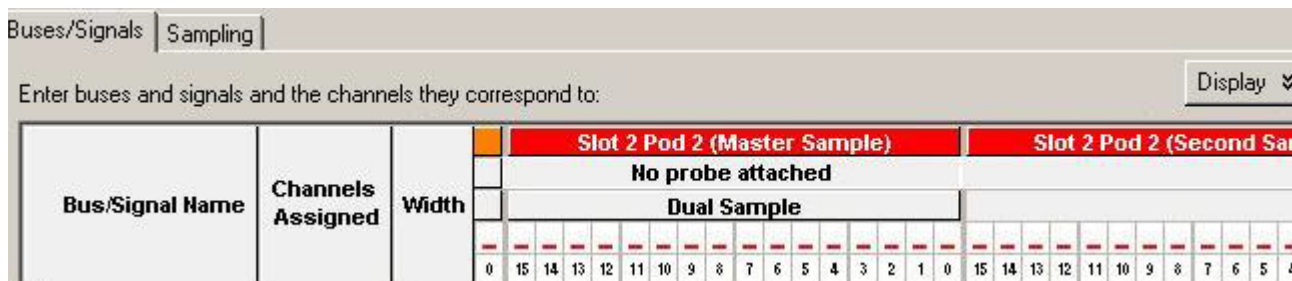 Buses/Signals Sampling
Enter buses and signals and the channels they correspond to:
Display
Bus/Signal Name Channels Assigned Width
Slot 2 Pod 2 (Master Sample) Slot 2 Pod 2 (Second
No probe attached
Dual Sample
0 15 14 13 12 11 10 9 8 7 6 5 4 3 2 1 0 15 14 13 12 11 10 9 8 7 6 5